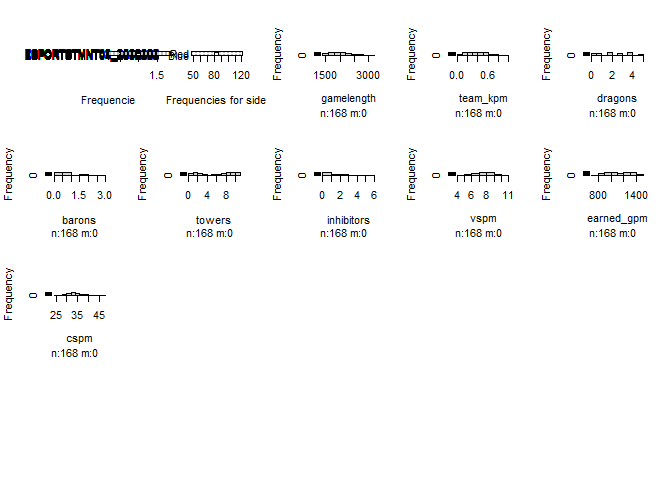 1.5
50 80 120
Frequencie
Frequencies for side
Frequency
0
1500 3000
gamelength
n:168 m:0
Frequency
0
0.0 0.6
team_kpm
n:168 m:0
Frequency
0
0 2 4
dragons
n:168 m:0
Frequency
0
0.0 1.5 3.0
barons
n:168 m:0
Frequency
0
0 4 8
towers
n:168 m:0
Frequency
0
0 2 4 6
inhibitors
n:168 m:0
Frequency
0
4 6 8 11
vspm
n:168 m:0
Frequency
0
800 1400
earned_gpm
n:168 m:0
Frequency
0
25 35 45
cspm
n:168 m:0